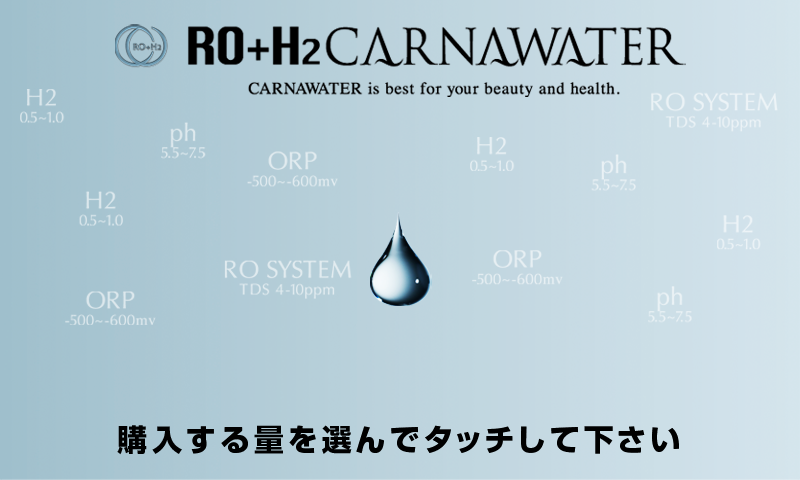 RO+H2
RO+H2 CARNAWATER
CARNAWATER is best for your beauty and health.
H2
0.5~1.0
RO SYSTEM
TDS 4-10ppm
ph
5.5~7.5
ORP
-500~-600mv
H2
0.5~1.0
ph
5.5~7.5
H2
0.5~1.0
H2
0.5~1.0
RO SYSTEM
TDS 4-10ppm
ORP
-500~-600mv
ORP
-500~-600mv
ph
5.5~7.5
購入する量を選んでタッチして下さい